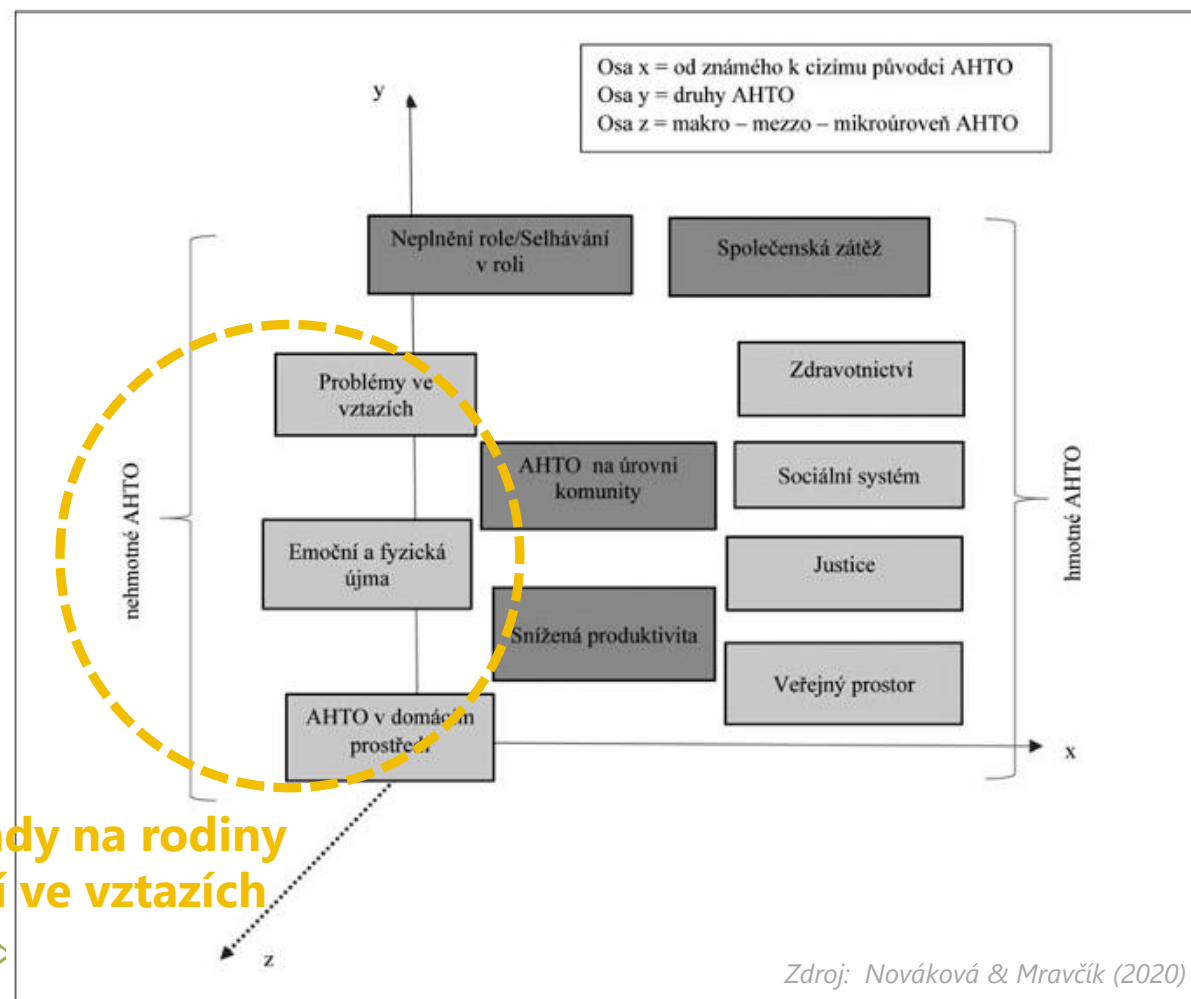 Osa x = od známého k cizímu původci AHTO
Osa y = druhy AHTO
Osa z = makro – mezzo – mikroúroveň AHTO
y
Neplnění role/Selhávání
v roli
Společenská zátěž
Problémy ve
vztazích
Zdravotnictví
AHTO na úrovni
komunity
Sociální systém
nehmotné AHTO
hmotné AHTO
Emoční a fyzická
újma
Justice
Snížená produktivita
Veřejný prostor
AHTO v domácím
prostředí
x
ady na rodiny
í ve vztazích
z
Zdroj: Nováková & Mravčík (2020)